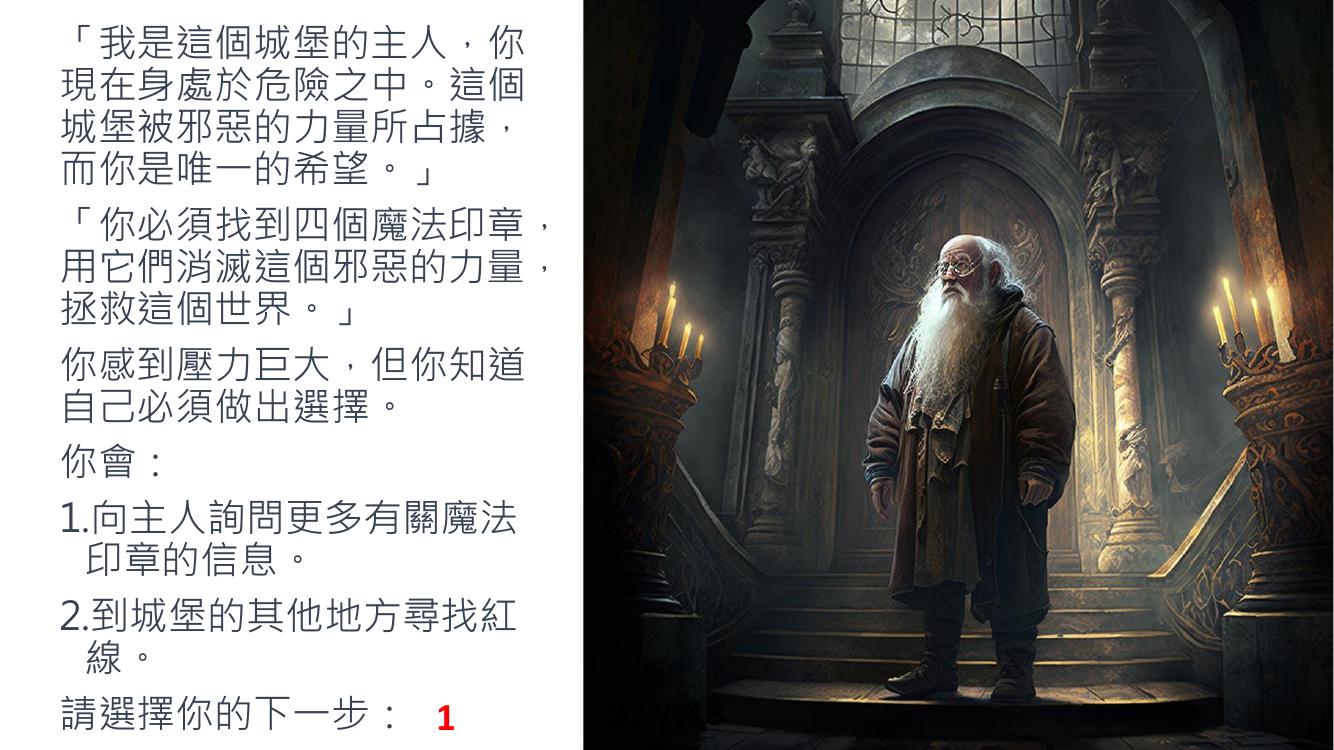 「我是這個城堡的主人，你
現在身處於危險之中。這個
城堡被邪惡的力量所占據，
而你是唯一的希望。」
「你必須找到四個魔法印章，
用它們消滅這個邪惡的力量，
拯救這個世界。」
你感到壓力巨大，但你知道
自己必須做出選擇。
你會：
1.向主人詢問更多有關魔法
印章的信息。
2.到城堡的其他地方尋找紅
線。
請選擇你的下一步： 1